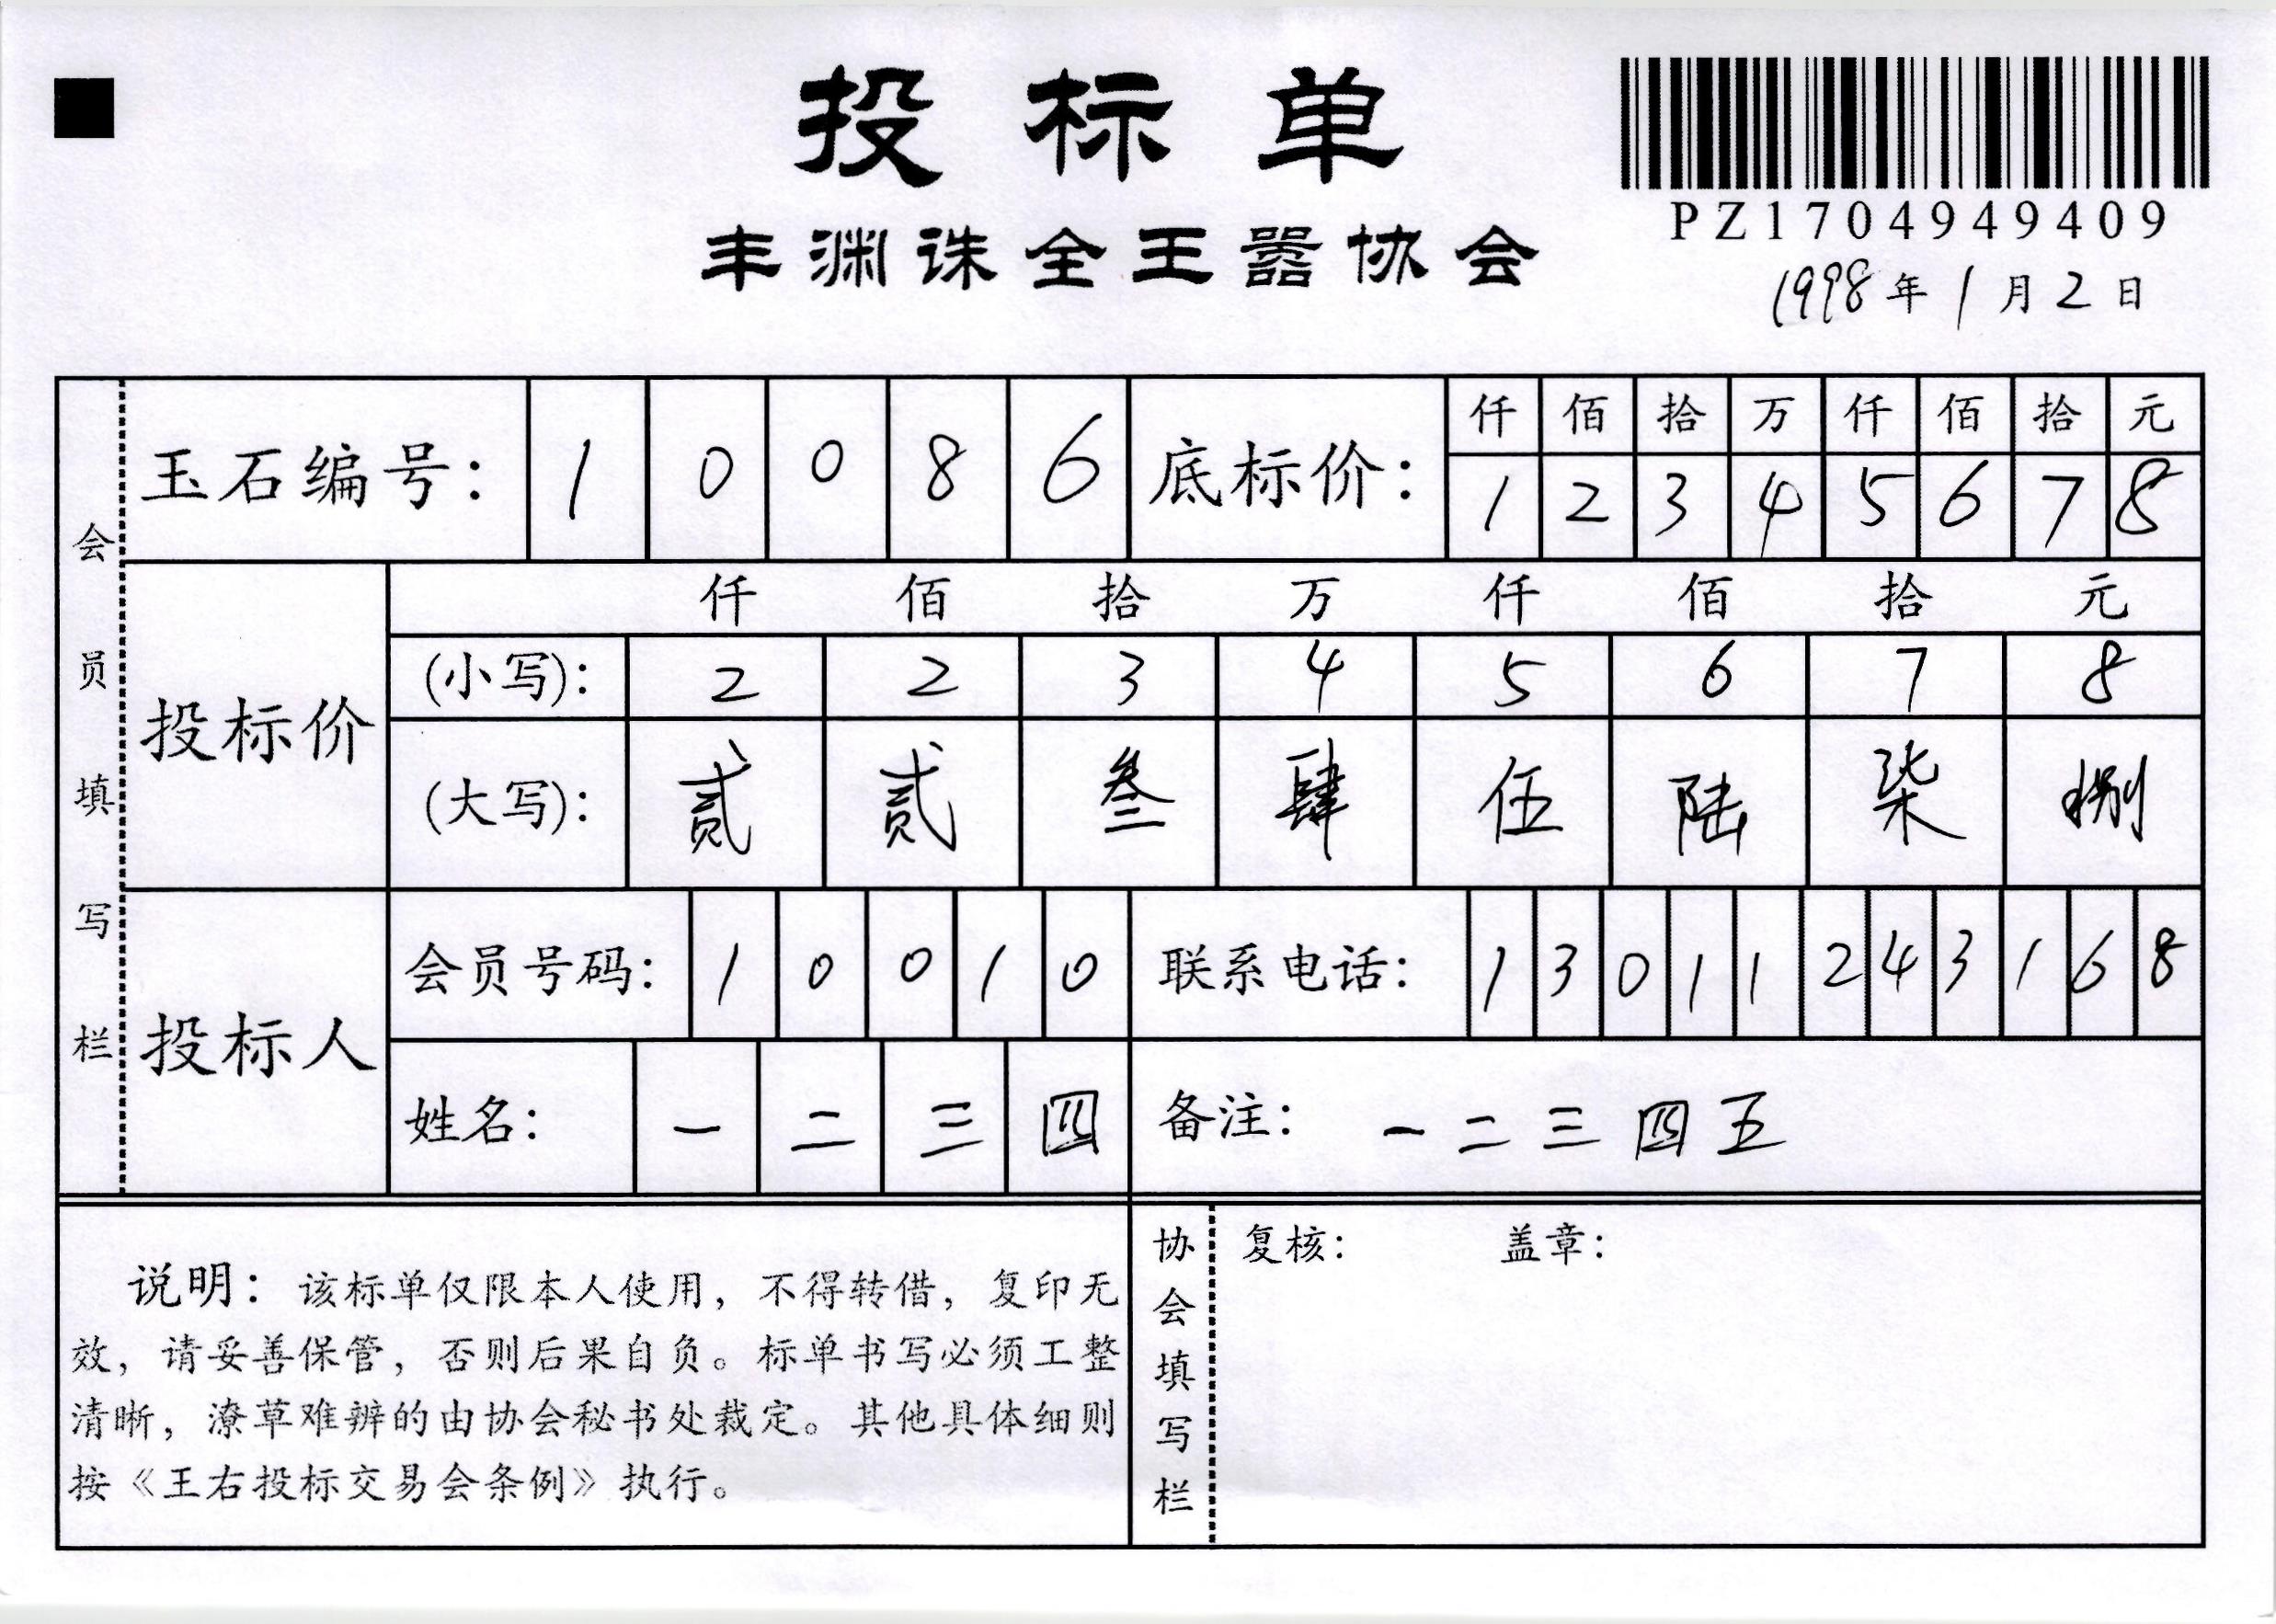 投标单
丰渊诛全王嚣协会
PZ1704949409
1998年1月2日
会员填写栏
玉石编号: 1 0 0 8 6
底标价:
仟 佰 拾 万 仟 佰 拾 元
1 2 3 4 5 6 7 8
投标价
仟 佰 拾 万 仟 佰 拾 元
(小写): 2 2 3 4 5 6 7 8
(大写): 贰 贰 叁 肆 伍 陆 柒 捌
投标人
会员号码: 1 0 0 1 0
联系电话: 1 3 0 1 1 2 4 3 1 6 8
姓名: 一 二 三 四
备注: 一二三四五
说明：该标单仅限本人使用，不得转借，复印无
效，请妥善保管，否则后果自负。标单书写必须工整
清晰，潦草难辨的由协会秘书处裁定。其他具体细则
按《王右投标交易会条例》执行。
协会填写栏
复核: 盖章: